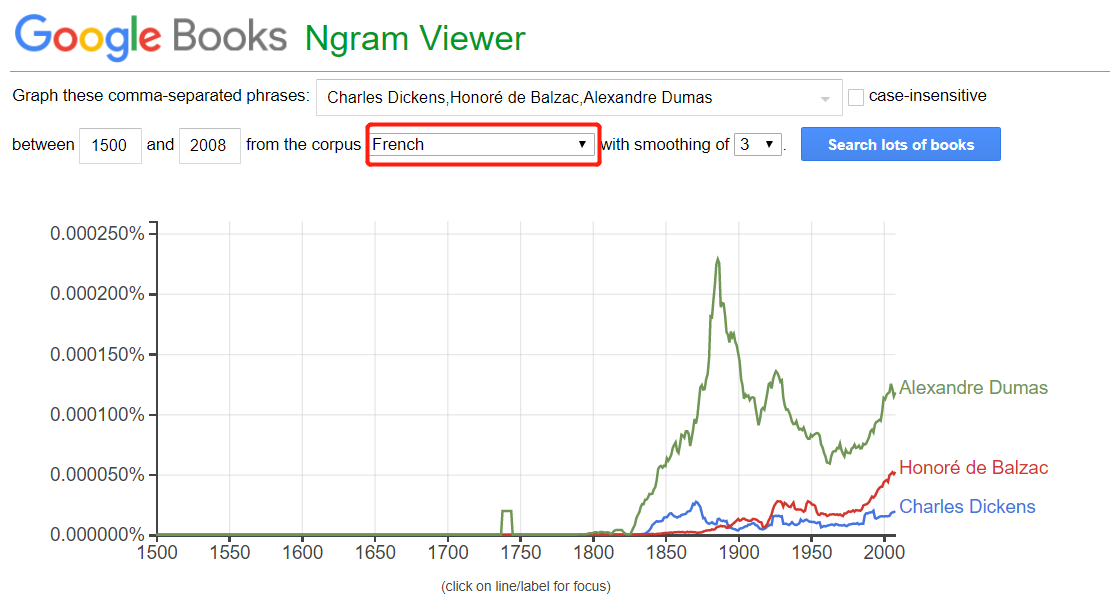 Google Books Ngram Viewer
Graph these comma-separated phrases: Charles Dickens,Honoré de Balzac,Alexandre Dumas case-insensitive
between 1500 and 2008 from the corpus French with smoothing of 3 . Search lots of books
0.000250%
0.000200%
0.000150%
0.000100%
0.000050%
0.000000%
Alexandre Dumas
Honoré de Balzac
Charles Dickens
1500 1550 1600 1650 1700 1750 1800 1850 1900 1950 2000
(click on line/label for focus)